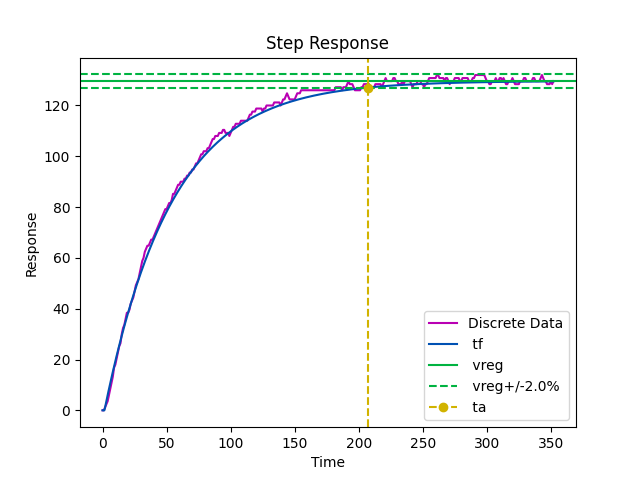 Step Response
Response
120
100
80
60
40
20
0
0 50 100 150 200 250 300 350
Time
Discrete Data
tf
vreg
vreg+/-2.0%
ta